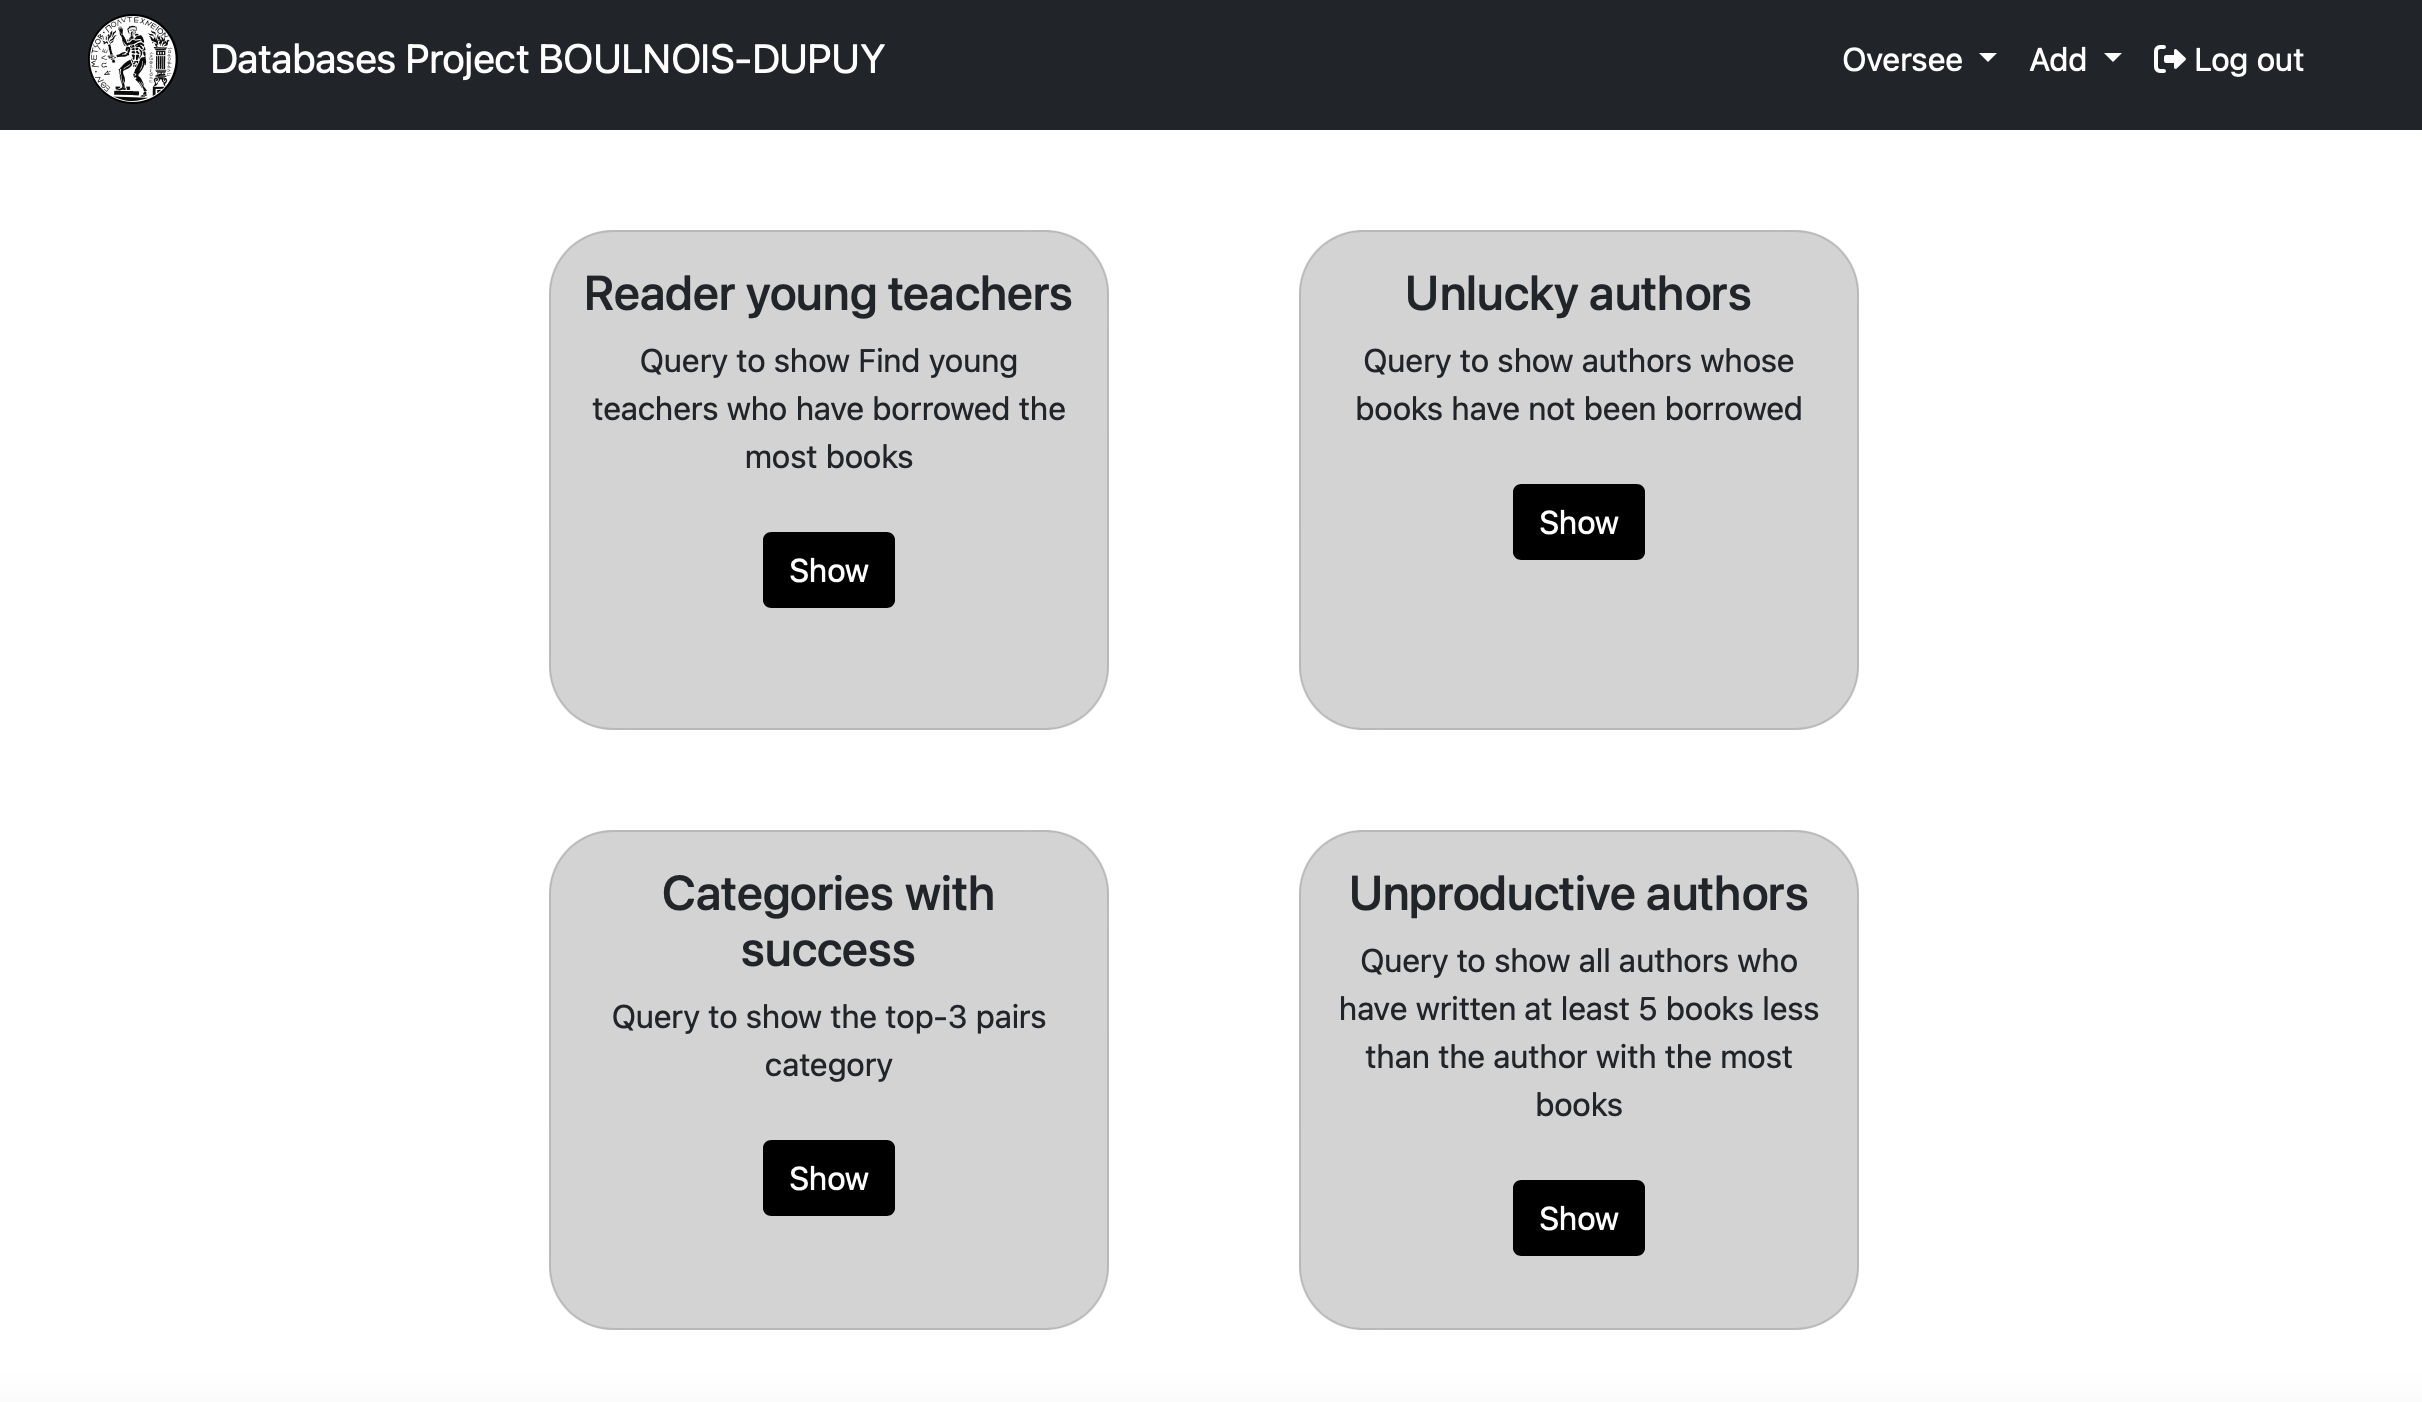 Databases Project BOULNOIS-DUPUY
Oversee
Add
Log out
Reader young teachers
Query to show Find young
teachers who have borrowed the
most books
Show
Unlucky authors
Query to show authors whose
books have not been borrowed
Show
Categories with
success
Query to show the top-3 pairs
category
Show
Unproductive authors
Query to show all authors who
have written at least 5 books less
than the author with the most
books
Show